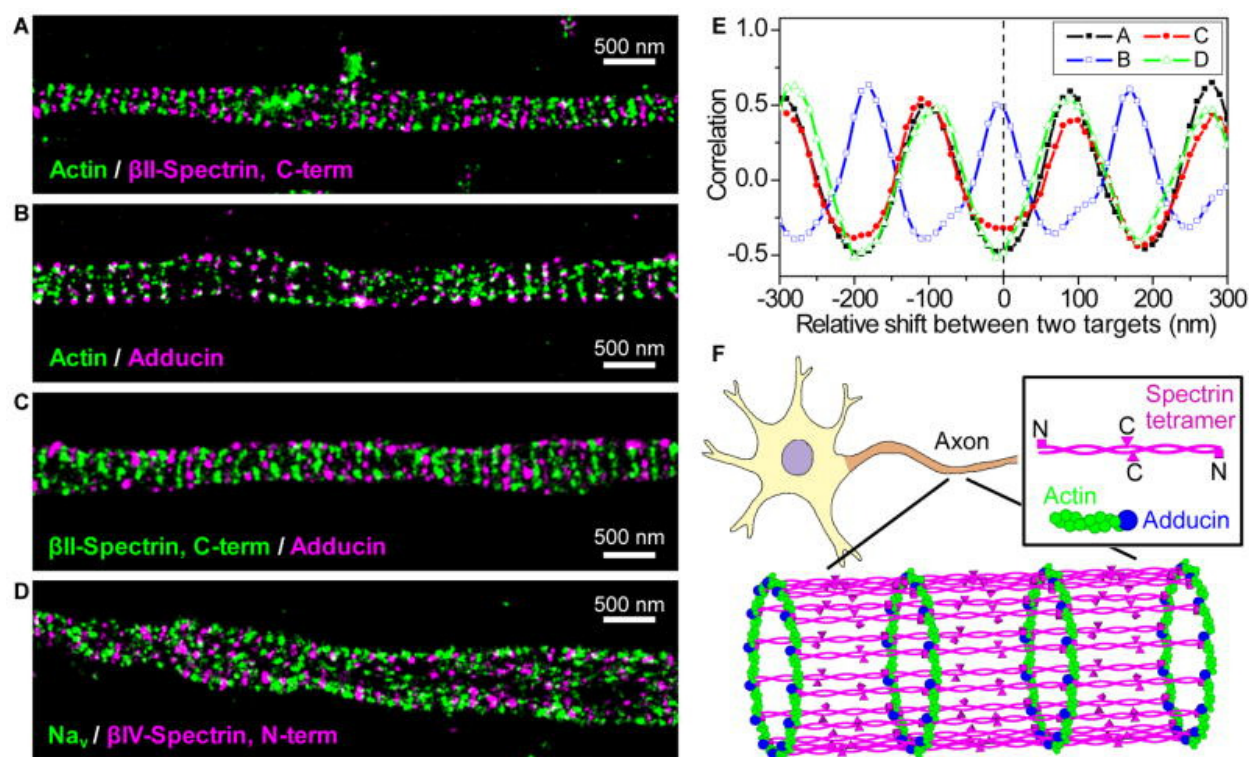 A
500 nm
Actin / βII-Spectrin, C-term
B
Actin / Adducin
500 nm
C
βII-Spectrin, C-term / Adducin
500 nm
D
500 nm
Naᵥ / βIV-Spectrin, N-term
E
A C
B D
1.0
0.5
0.0
-0.5
Correlation
-300 -200 -100 0 100 200 300
Relative shift between two targets (nm)
F
Axon
Spectrin
tetramer
N C
C N
Actin
Adducin